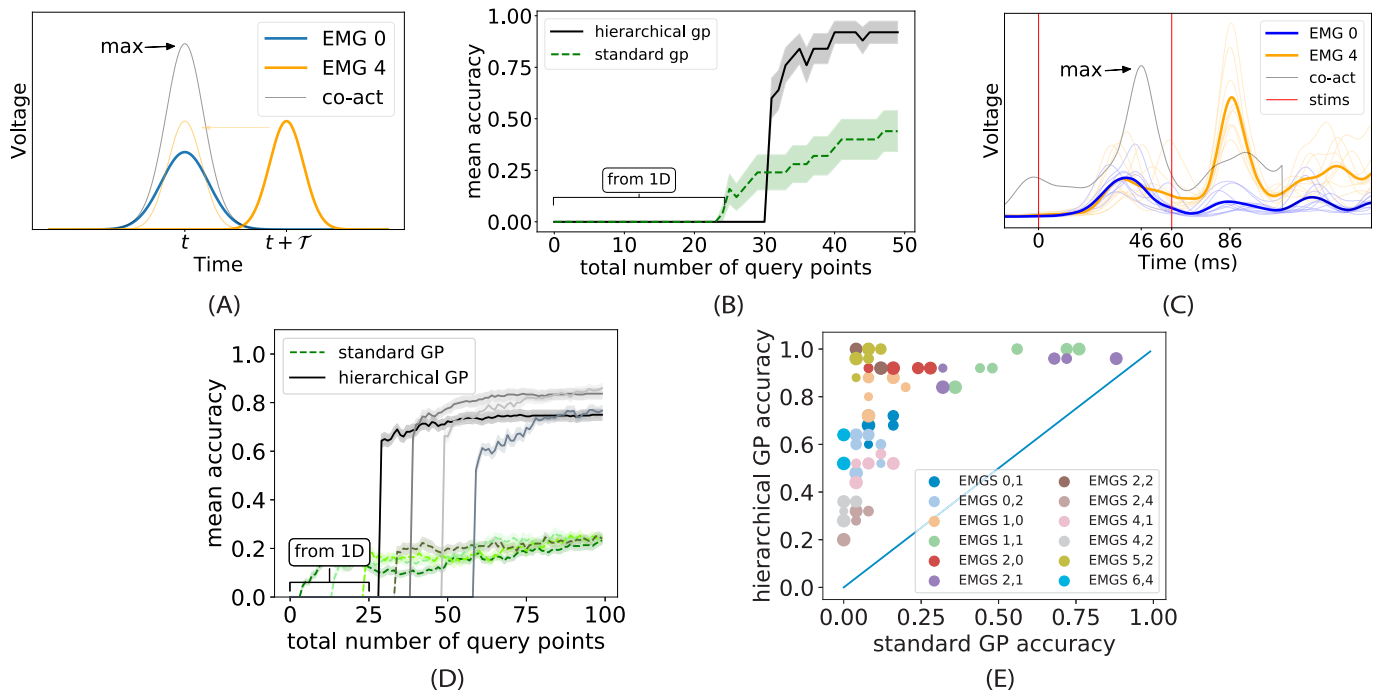 max
EMG 0
EMG 4
co-act
Voltage
t
t + 𝒯
Time
(A)
1.00
0.75
0.50
0.25
0.00
mean accuracy
hierarchical gp
standard gp
from 1D
0
10
20
30
40
50
total number of query points
(B)
max
EMG 0
EMG 4
co-act
stims
Voltage
0
46
60
86
Time (ms)
(C)
1.0
0.8
0.6
0.4
0.2
0.0
mean accuracy
standard GP
hierarchical GP
from 1D
0
25
50
75
100
total number of query points
(D)
1.0
0.8
0.6
0.4
0.2
0.0
hierarchical GP accuracy
EMGS 0,1
EMGS 0,2
EMGS 1,0
EMGS 1,1
EMGS 2,0
EMGS 2,1
EMGS 2,2
EMGS 2,4
EMGS 4,1
EMGS 4,2
EMGS 5,2
EMGS 6,4
0.00
0.25
0.50
0.75
1.00
standard GP accuracy
(E)